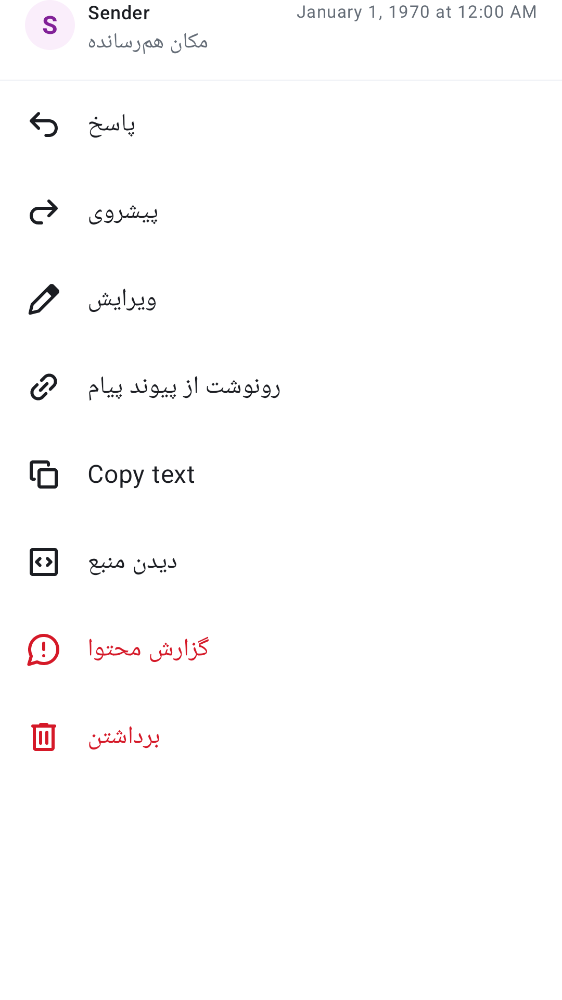 S
Sender
January 1, 1970 at 12:00 AM
مکان هم‌رسانده
پاسخ
پیشروی
ویرایش
رونوشت از پیوند پیام
Copy text
دیدن منبع
گزارش محتوا
برداشتن